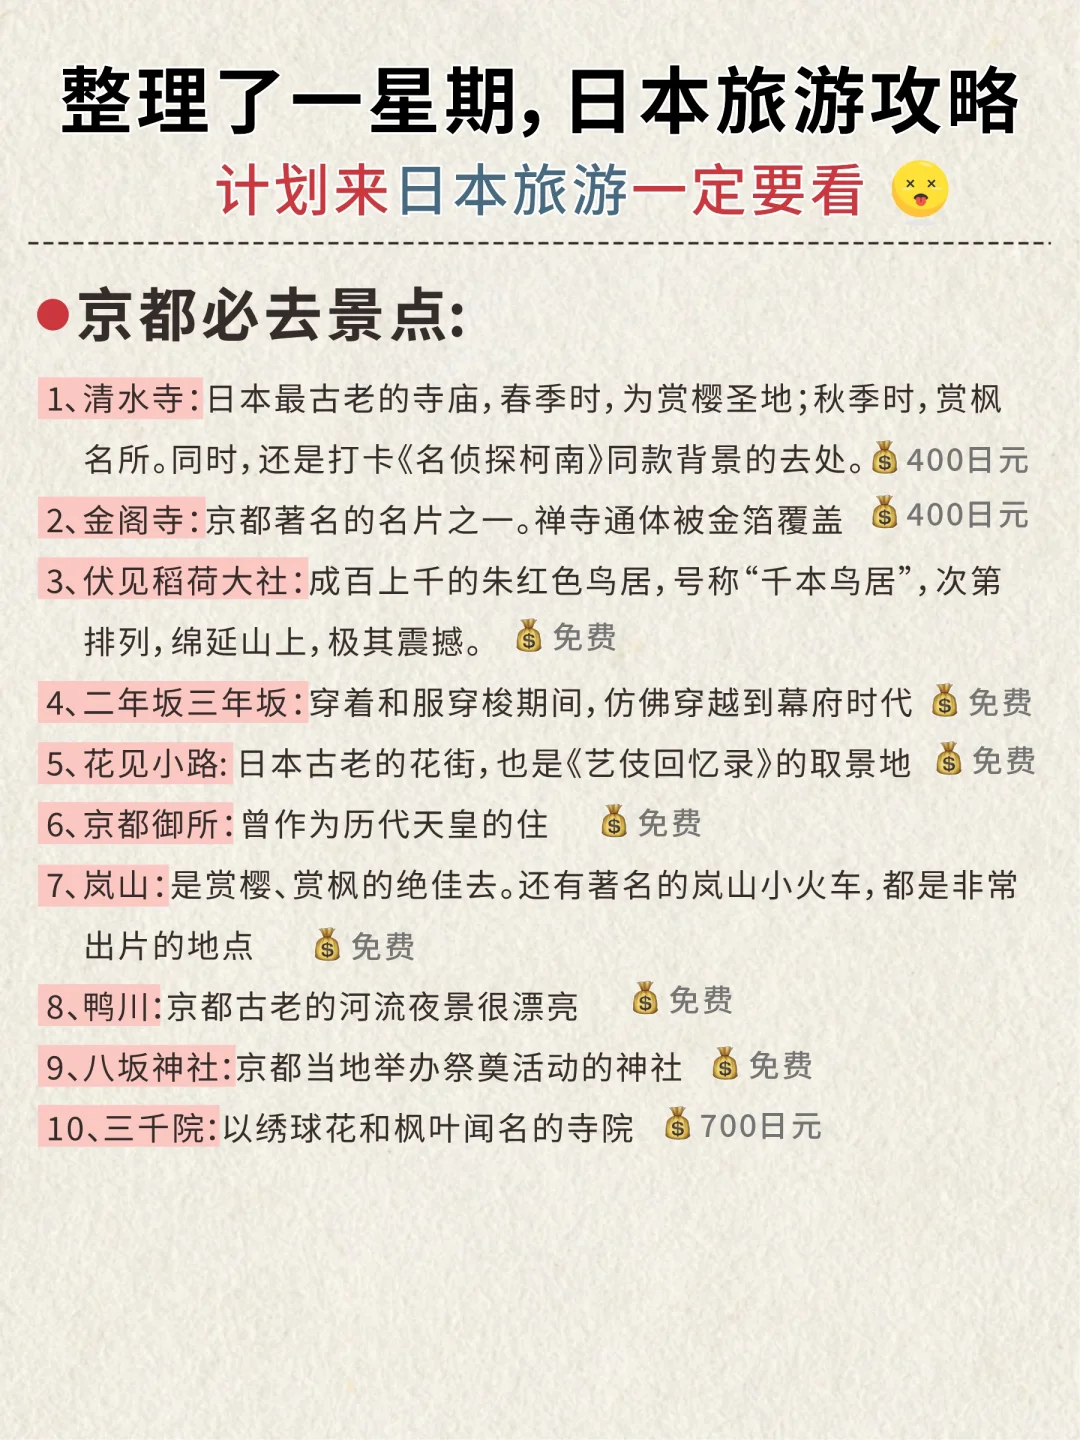 整理了一星期，日本旅游攻略
计划来日本旅游一定要看
京都必去景点：
1、清水寺：日本最古老的寺庙，春季时，为赏樱圣地；秋季时，赏枫
名所。同时，还是打卡《名侦探柯南》同款背景的去处。400日元
2、金阁寺：京都著名的名片之一。禅寺通体被金箔覆盖 400日元
3、伏见稻荷大社：成百上千的朱红色鸟居，号称“千本鸟居”，次第
排列，绵延山上，极其震撼。 免费
4、二年坂三年坂：穿着和服穿梭期间，仿佛穿越到幕府时代 免费
5、花见小路：日本古老的花街，也是《艺伎回忆录》的取景地 免费
6、京都御所：曾作为历代天皇的住 免费
7、岚山：是赏樱、赏枫的绝佳去。还有著名的岚山小火车，都是非常
出片的地点 免费
8、鸭川：京都古老的河流夜景很漂亮 免费
9、八坂神社：京都当地举办祭奠活动的神社 免费
10、三千院：以绣球花和枫叶闻名的寺院 700日元